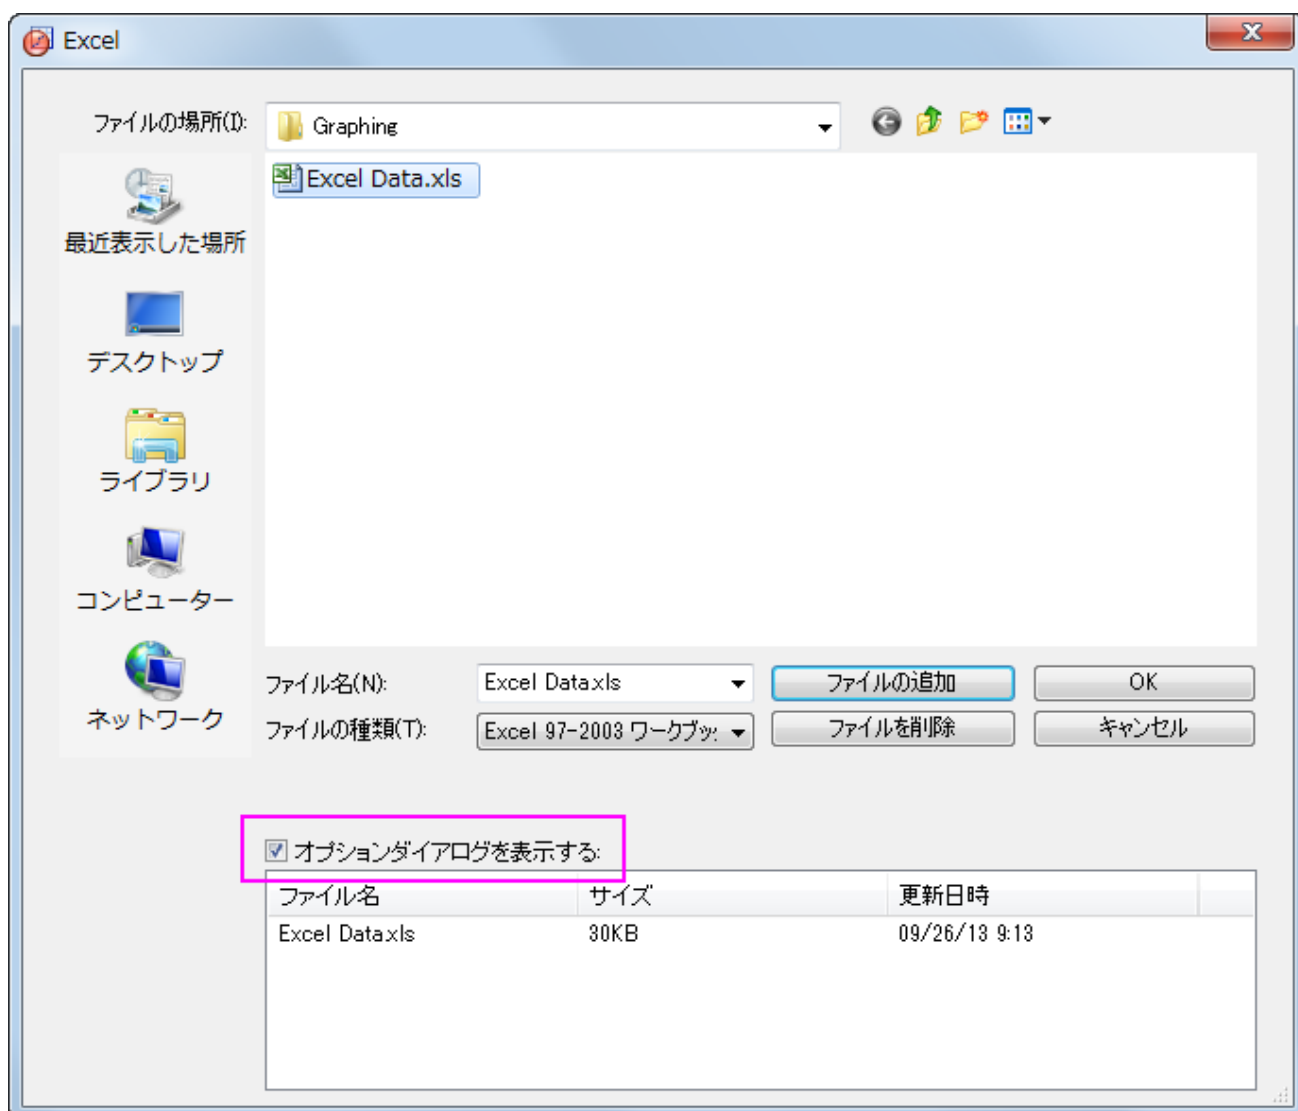 Excel
ファイルの場所(I):
Graphing
Excel Data.xls
最近表示した場所
デスクトップ
ライブラリ
コンピューター
ネットワーク
ファイル名(N):
Excel Data.xls
ファイルの追加
OK
ファイルの種類(T):
Excel 97-2003 ワークブッ
ファイルを削除
キャンセル
オプションダイアログを表示する:
ファイル名 サイズ 更新日時
Excel Data.xls 30KB 09/26/13 9:13